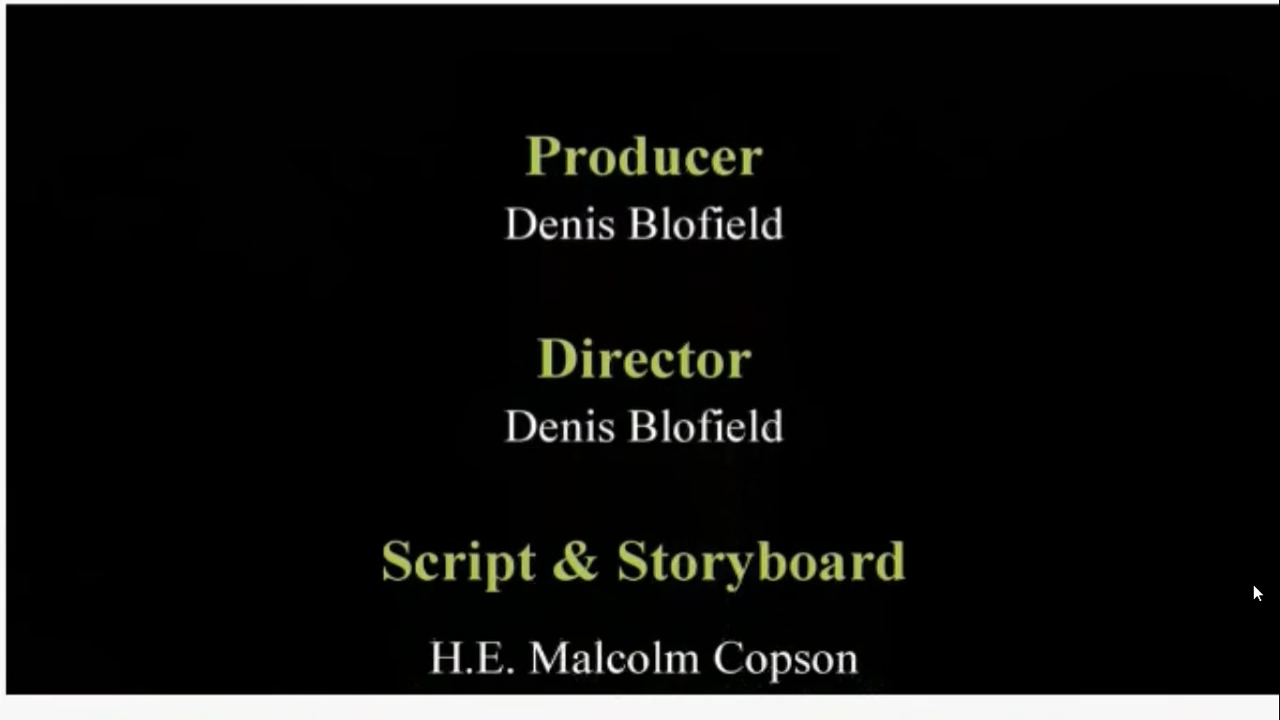 Producer
Denis Blofield
Director
Denis Blofield
Script & Storyboard
H.E. Malcolm Copson